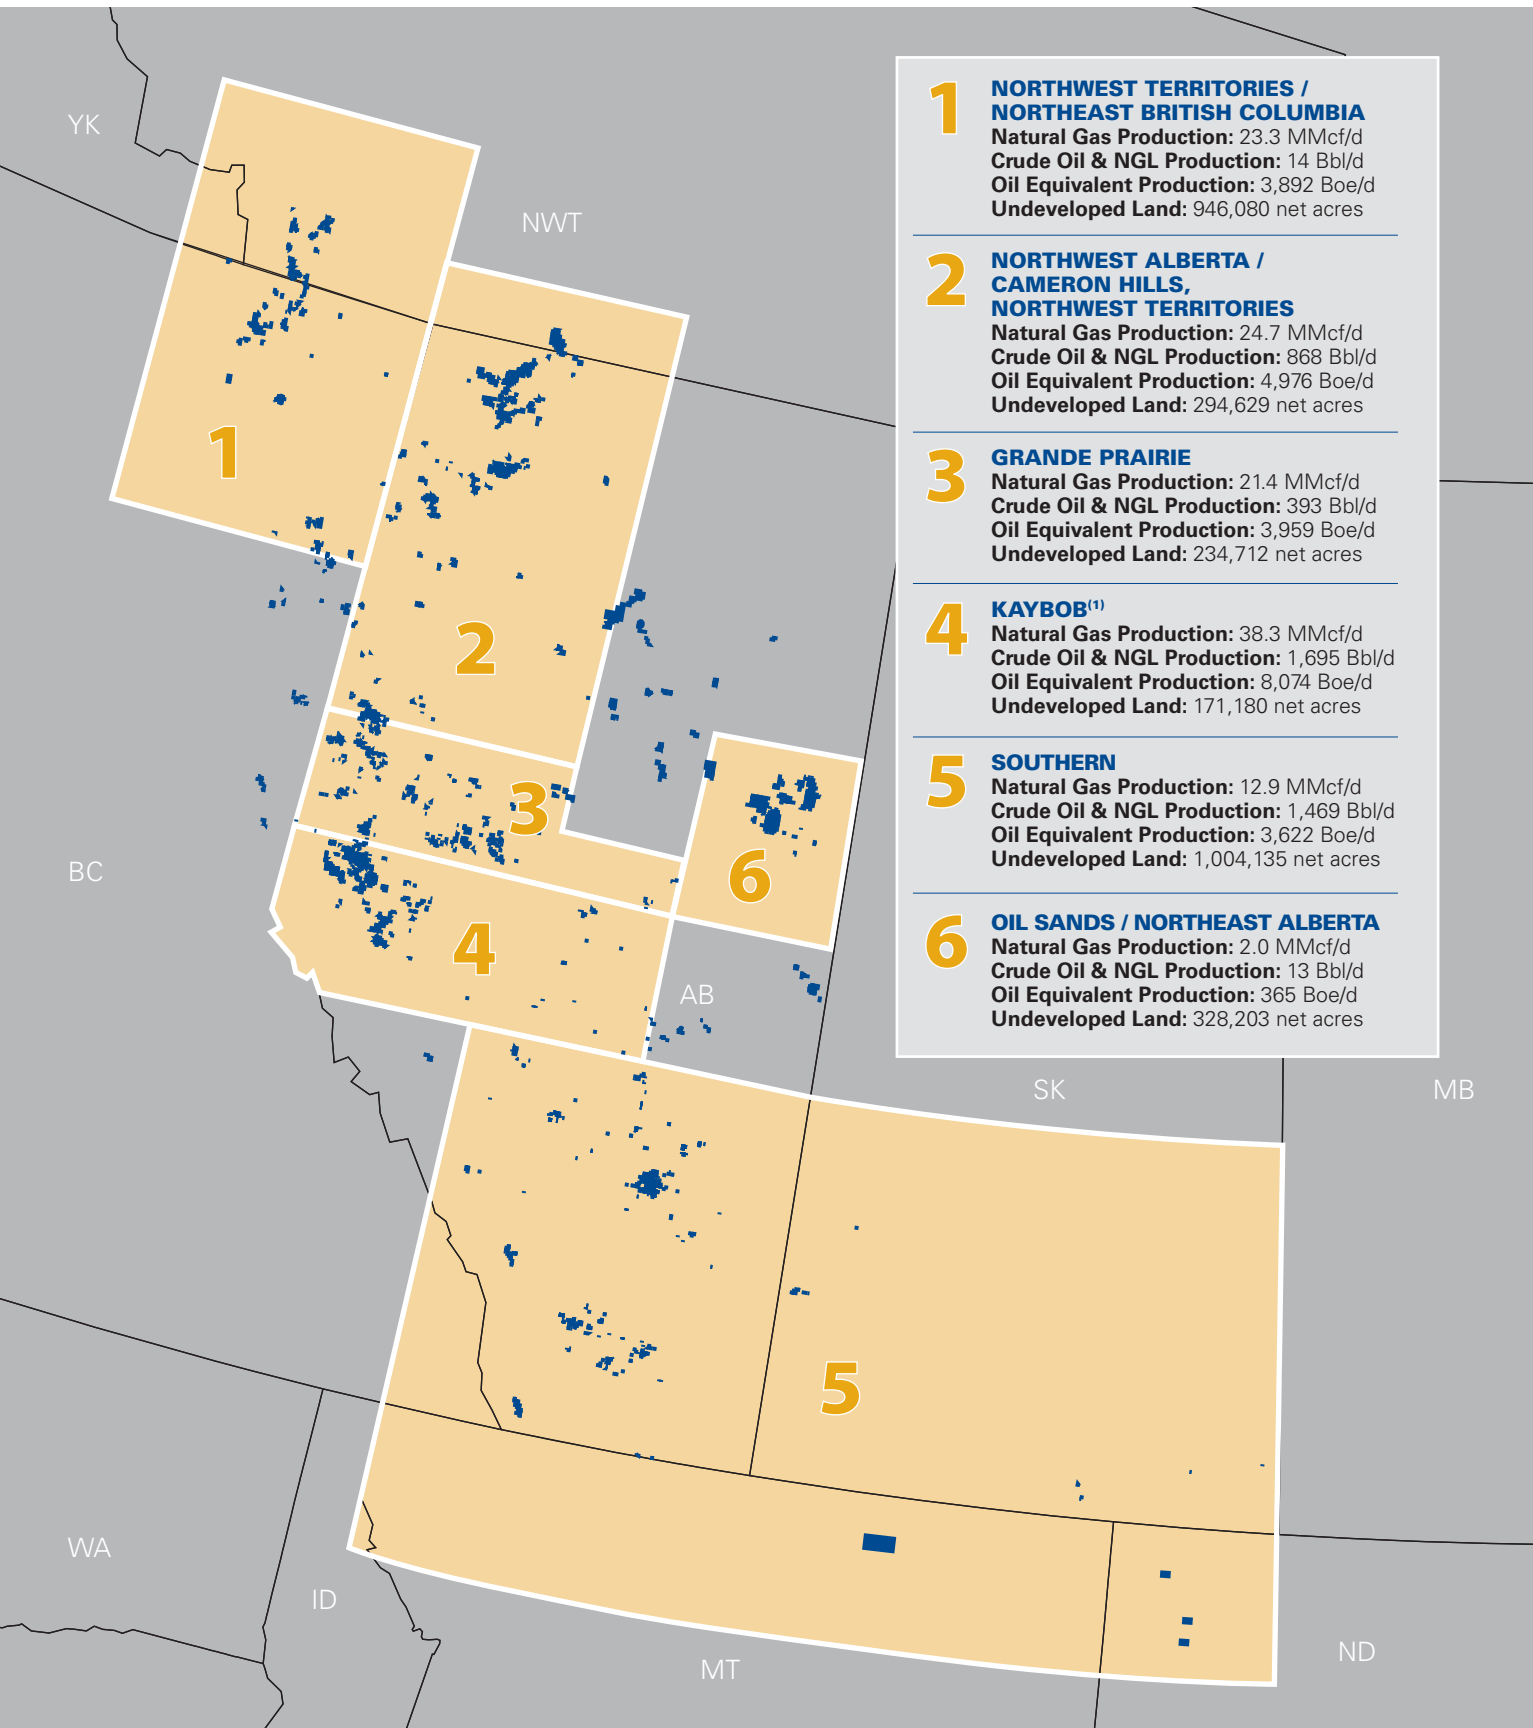 YK
NWT
1
NORTHWEST TERRITORIES /
NORTHEAST BRITISH COLUMBIA
Natural Gas Production: 23.3 MMcf/d
Crude Oil & NGL Production: 14 Bbl/d
Oil Equivalent Production: 3,892 Boe/d
Undeveloped Land: 946,080 net acres
2
NORTHWEST ALBERTA /
CAMERON HILLS,
NORTHWEST TERRITORIES
Natural Gas Production: 24.7 MMcf/d
Crude Oil & NGL Production: 868 Bbl/d
Oil Equivalent Production: 4,976 Boe/d
Undeveloped Land: 294,629 net acres
3
GRANDE PRAIRIE
Natural Gas Production: 21.4 MMcf/d
Crude Oil & NGL Production: 393 Bbl/d
Oil Equivalent Production: 3,959 Boe/d
Undeveloped Land: 234,712 net acres
4
KAYBOB(1)
Natural Gas Production: 38.3 MMcf/d
Crude Oil & NGL Production: 1,695 Bbl/d
Oil Equivalent Production: 8,074 Boe/d
Undeveloped Land: 171,180 net acres
5
SOUTHERN
Natural Gas Production: 12.9 MMcf/d
Crude Oil & NGL Production: 1,469 Bbl/d
Oil Equivalent Production: 3,622 Boe/d
Undeveloped Land: 1,004,135 net acres
6
OIL SANDS / NORTHEAST ALBERTA
Natural Gas Production: 2.0 MMcf/d
Crude Oil & NGL Production: 13 Bbl/d
Oil Equivalent Production: 365 Boe/d
Undeveloped Land: 328,203 net acres
1
2
3
6
BC
4
AB
SK
MB
5
WA
ID
MT
ND